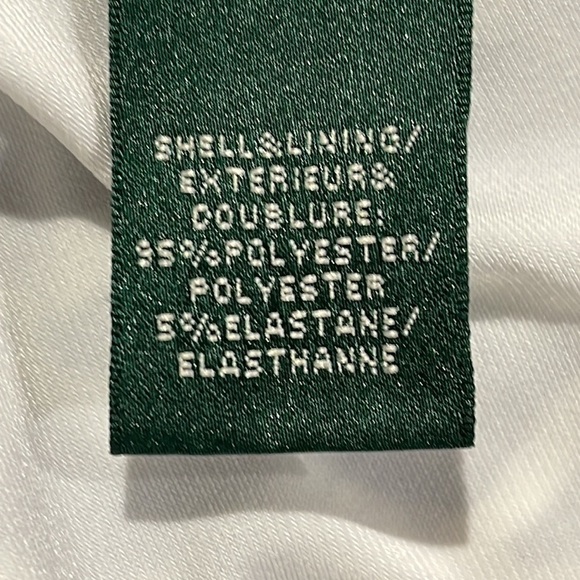 SHELL&LINING/
EXTERIEUR&
DOUBLURE:
95%POLYESTER/
POLYESTER
5%ELASTANE/
ELASTHANNE